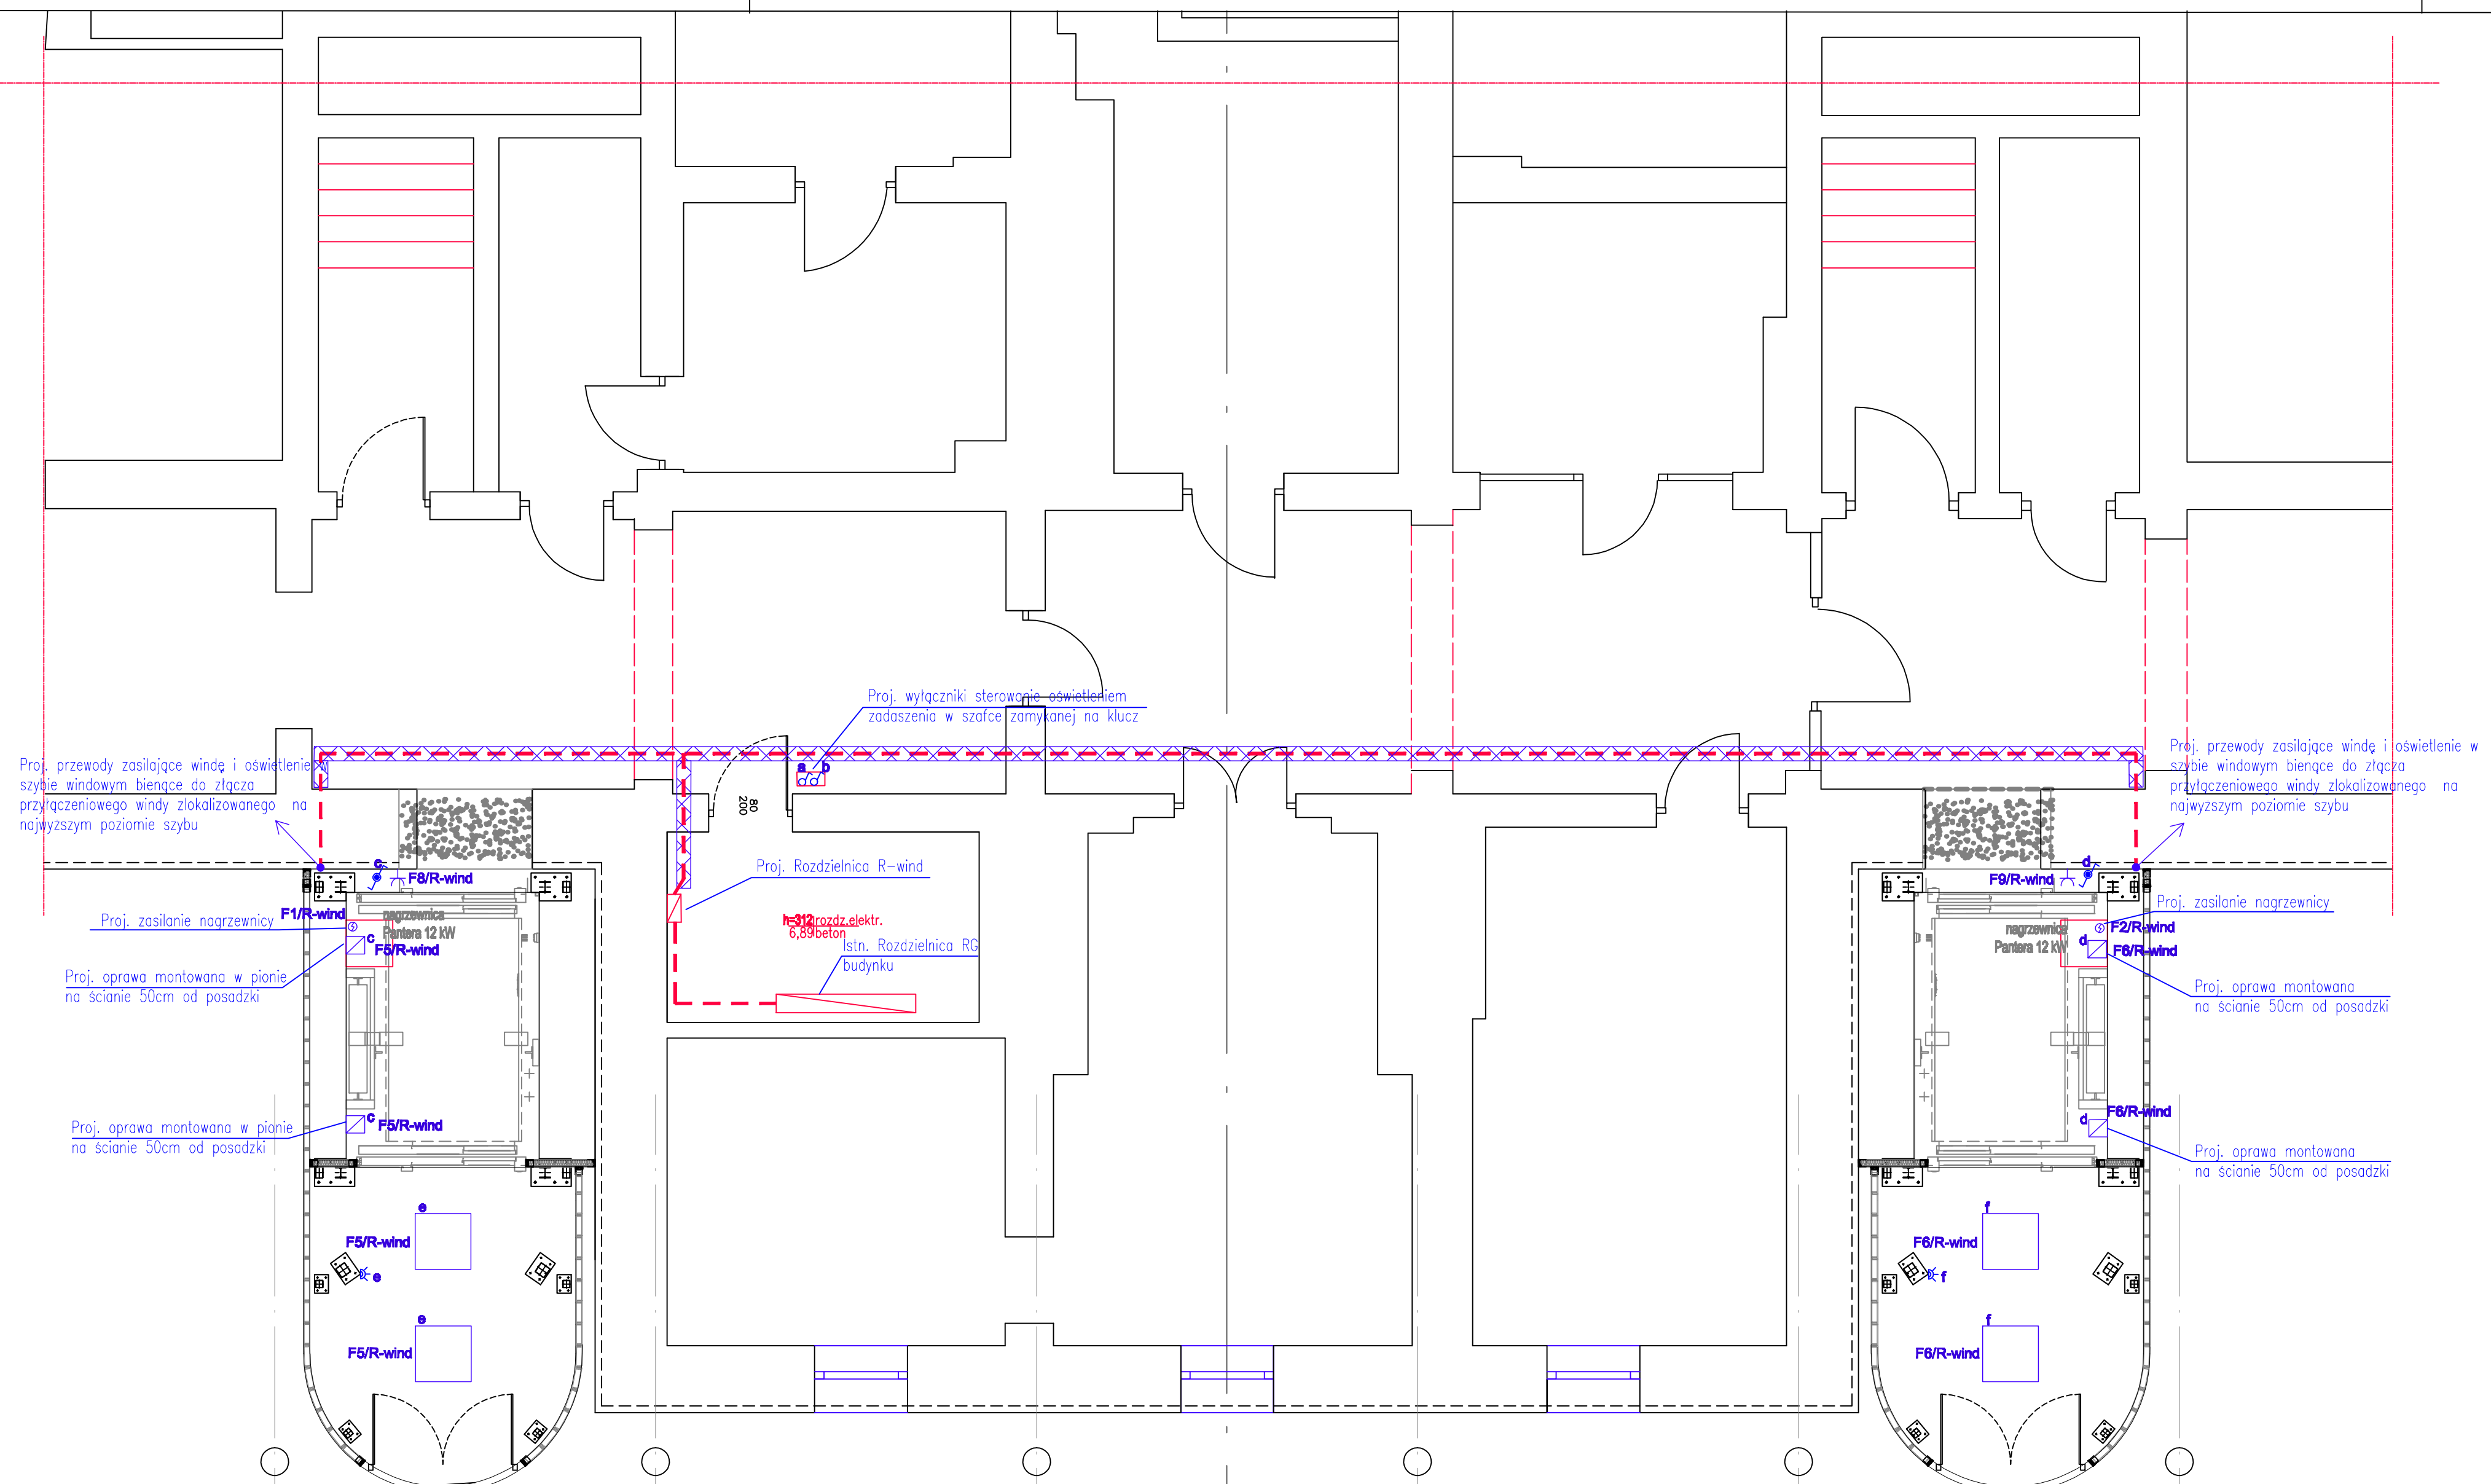 Proj. wyłączniki sterowanie oświetleniem
zadaszenia w szafce zamykanej na klucz
Proj. przewody zasilające windę i oświetlenie w
szybie windowym biengce do złącza
przyłączeniowego windy zlokalizowanego na
najwyższym poziomie szybu
Proj. przewody zasilające windę i oświetlenie w
szybie windowym biengce do złącza
przyłączeniowego windy zlokalizowanego na
najwyższym poziomie szybu
a b
80
200
c
F8/R-wind
Proj. Rozdzielnica R-wind
d
F9/R-wind
F1/R-wind
Proj. zasilanie nagrzewnicy
nagrzewnica
Pantera 12 kW
c
F5/R-wind
h=312 rozdz.elektr.
6,89 beton
Istn. Rozdzielnica RG
budynku
Proj. zasilanie nagrzewnicy
nagrzewnica
Pantera 12 kW
F2/R-wind
d
F6/R-wind
Proj. oprawa montowana w pionie
na ścianie 50cm od posadzki
Proj. oprawa montowana
na ścianie 50cm od posadzki
c
F5/R-wind
Proj. oprawa montowana w pionie
na ścianie 50cm od posadzki
F6/R-wind
d
Proj. oprawa montowana
na ścianie 50cm od posadzki
e
F5/R-wind
e
e
F5/R-wind
f
F6/R-wind
f
f
F6/R-wind